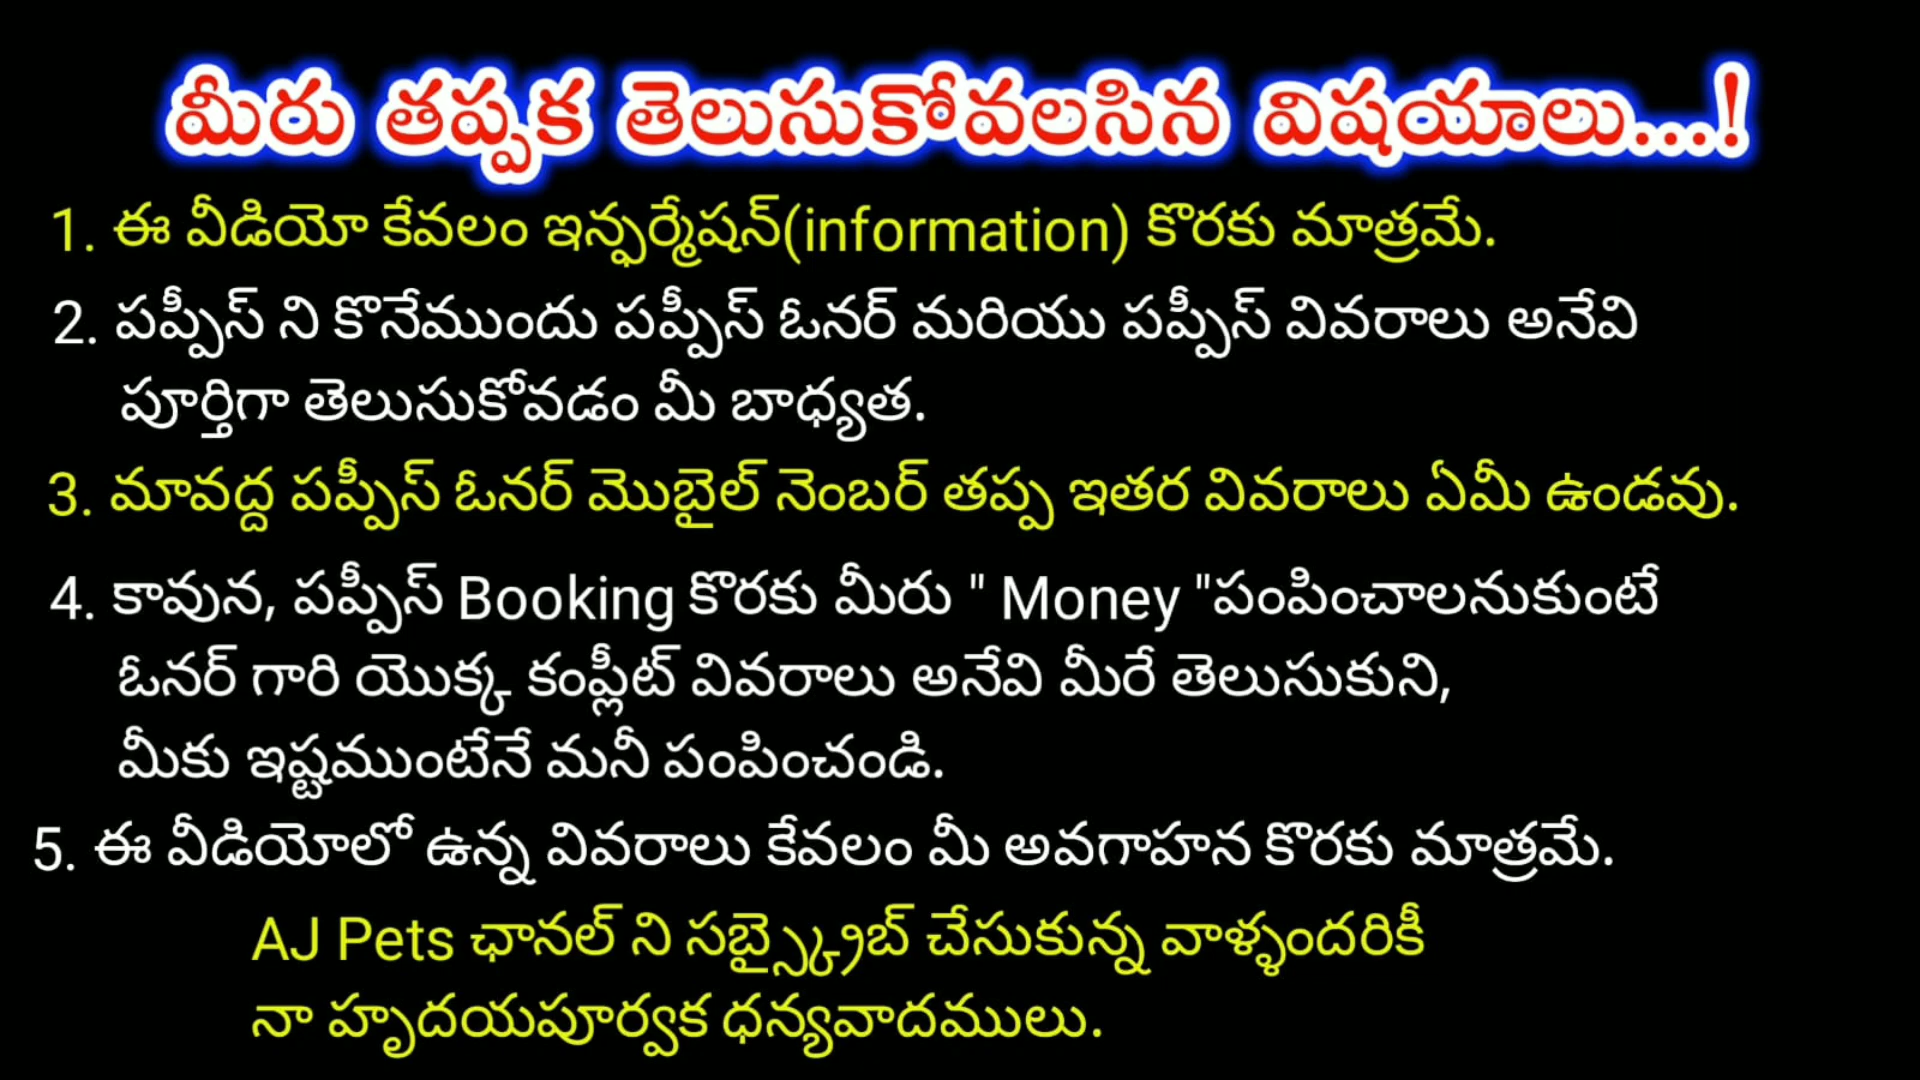 మీరు తప్పక తెలుసుకోవలసిన విషయాలు...!
1. ఈ వీడియో కేవలం ఇన్ఫర్మేషన్(information) కొరకు మాత్రమే.
2. పప్పీస్ ని కొనేముందు పప్పీస్ ఓనర్ మరియు పప్పీస్ వివరాలు అనేవి
పూర్తిగా తెలుసుకోవడం మీ బాధ్యత.
3. మావద్ద పప్పీస్ ఓనర్ మొబైల్ నెంబర్ తప్ప ఇతర వివరాలు ఏమీ ఉండవు.
4. కావున, పప్పీస్ Booking కొరకు మీరు " Money "పంపించాలనుకుంటే
ఓనర్ గారి యొక్క కంప్లీట్ వివరాలు అనేవి మీరే తెలుసుకుని,
మీకు ఇష్టముంటేనే మనీ పంపించండి.
5. ఈ వీడియోలో ఉన్న వివరాలు కేవలం మీ అవగాహన కొరకు మాత్రమే.
AJ Pets ఛానల్ ని సబ్స్క్రైబ్ చేసుకున్న వాళ్ళందరికీ
నా హృదయపూర్వక ధన్యవాదములు.